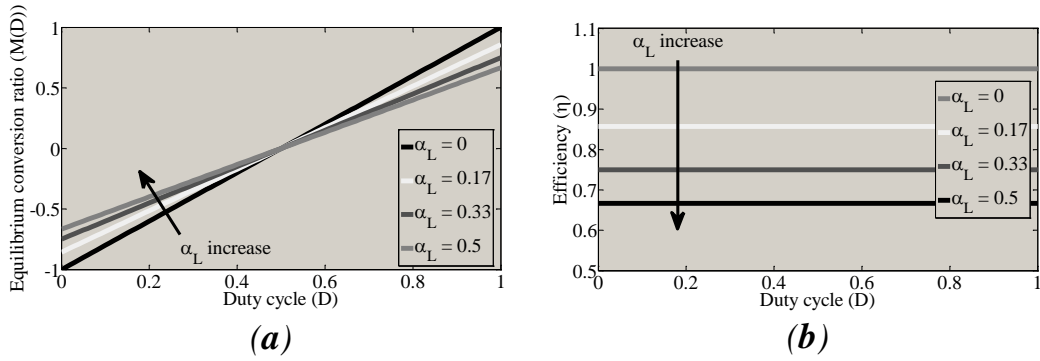 Equilibrium conversion ratio (M(D))
1
0.5
0
-0.5
-1
α_L increase
α_L = 0
α_L = 0.17
α_L = 0.33
α_L = 0.5
0 0.2 0.4 0.6 0.8 1
Duty cycle (D)
(a)
Efficiency (η)
1.1
1
0.9
0.8
0.7
0.6
0.5
α_L increase
α_L = 0
α_L = 0.17
α_L = 0.33
α_L = 0.5
0 0.2 0.4 0.6 0.8 1
Duty cycle (D)
(b)